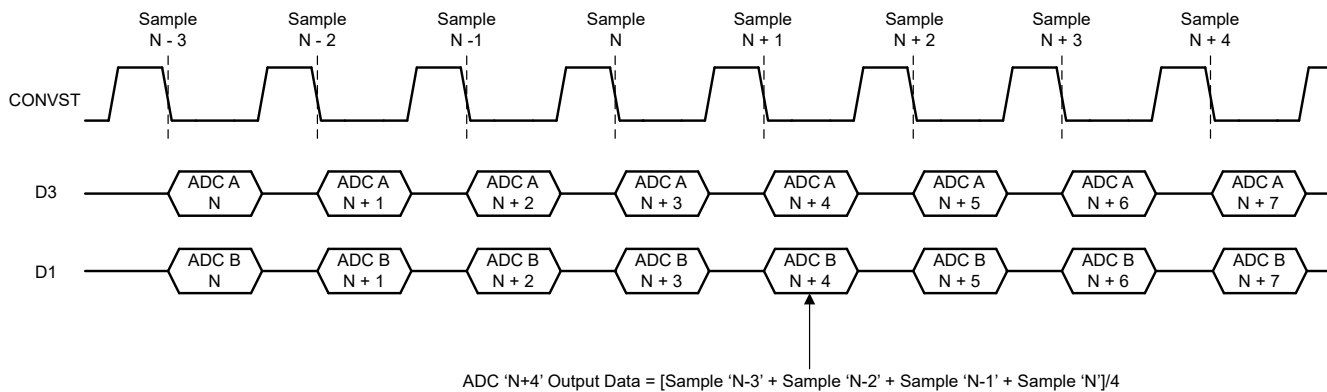 Sample Sample Sample Sample Sample Sample Sample Sample
N - 3 N - 2 N -1 N N + 1 N + 2 N + 3 N + 4
CONVST
D3
ADC A ADC A ADC A ADC A ADC A ADC A ADC A ADC A
N N + 1 N + 2 N + 3 N + 4 N + 5 N + 6 N + 7
D1
ADC B ADC B ADC B ADC B ADC B ADC B ADC B ADC B
N N + 1 N + 2 N + 3 N + 4 N + 5 N + 6 N + 7
ADC ‘N+4’ Output Data = [Sample ‘N-3’ + Sample ‘N-2’ + Sample ‘N-1’ + Sample ‘N’]/4